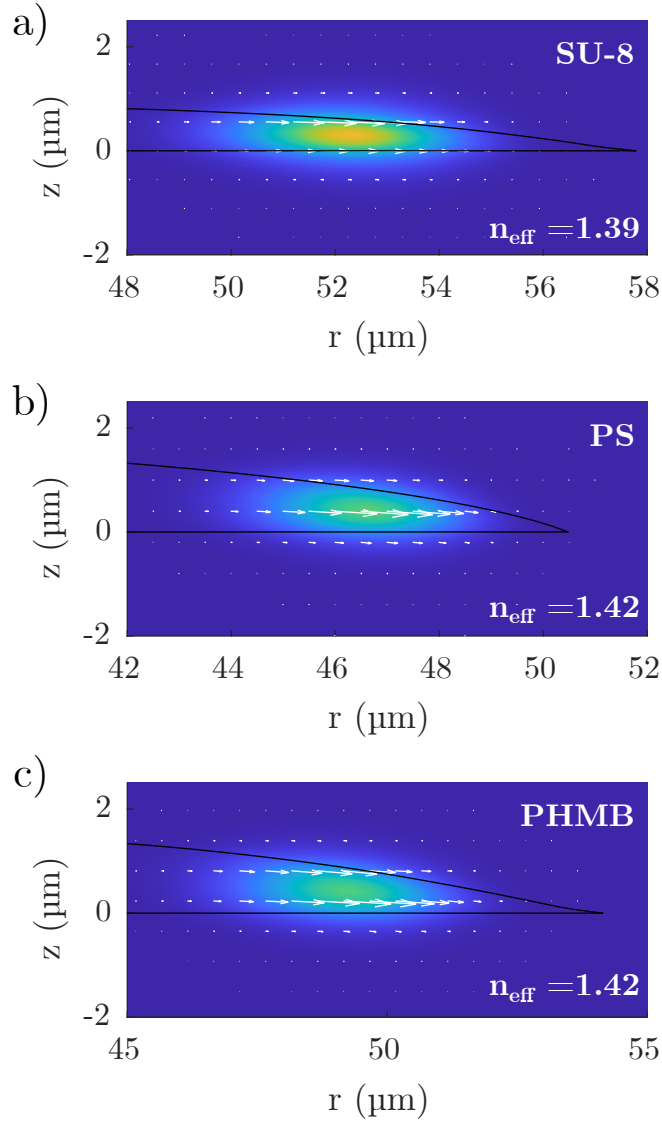 a)
2
0
-2
z (µm)
SU-8
n_eff =1.39
48 50 52 54 56 58
r (µm)
b)
2
0
-2
z (µm)
PS
n_eff =1.42
42 44 46 48 50 52
r (µm)
c)
2
0
-2
z (µm)
PHMB
n_eff =1.42
45 50 55
r (µm)